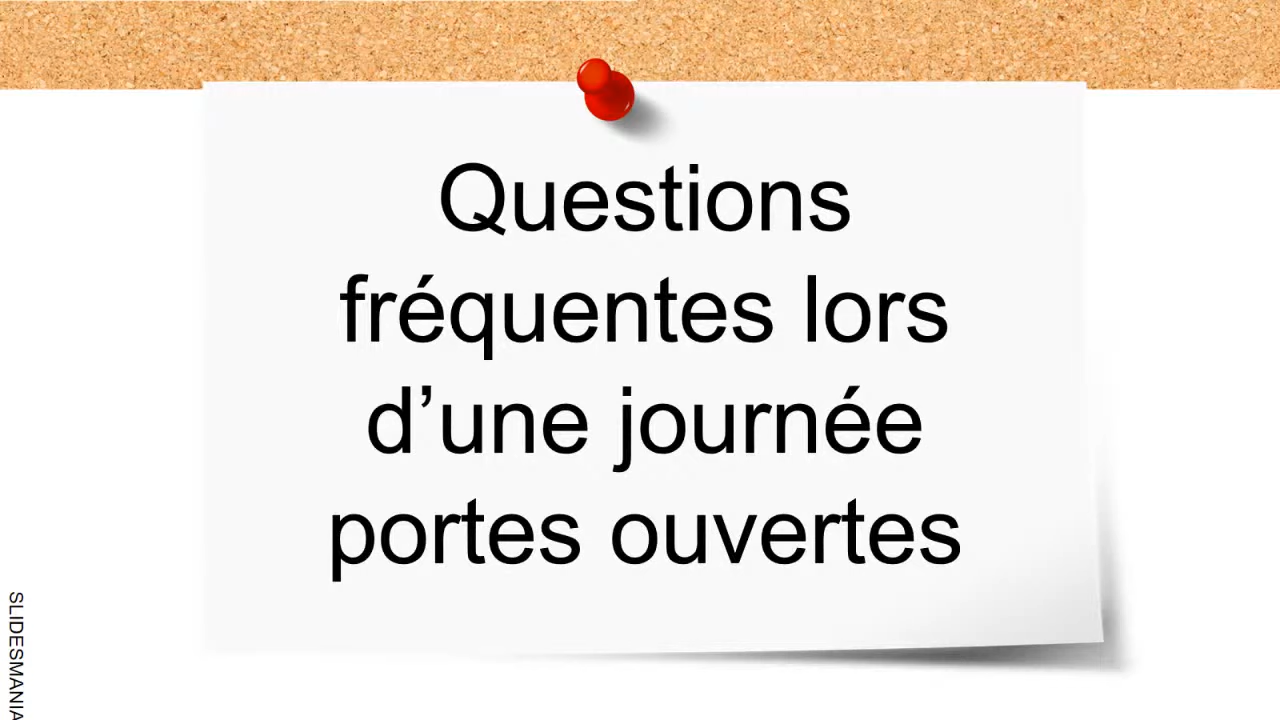 Questions
fréquentes lors
d’une journée
portes ouvertes
SLIDESMANIA